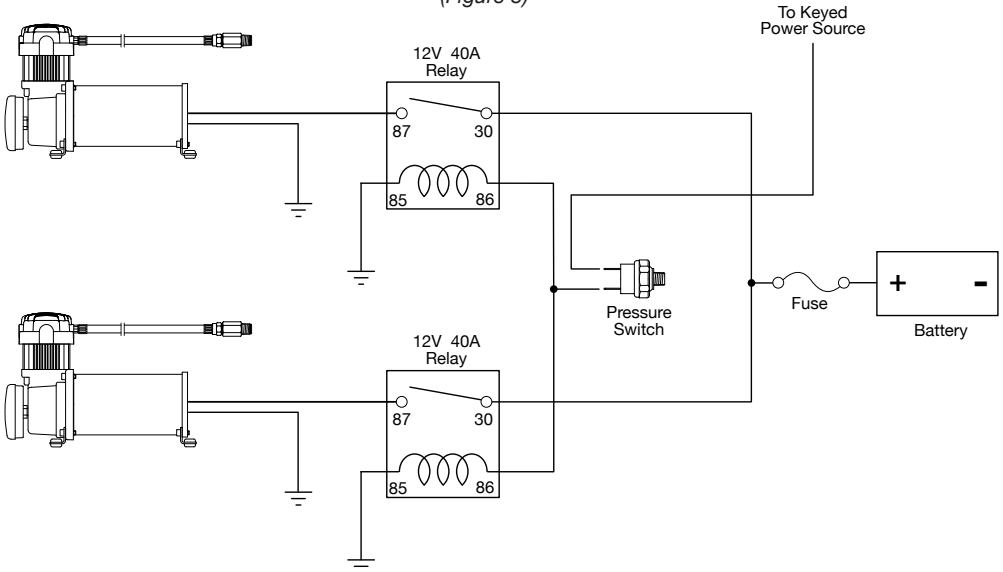 (Figure 3)
To Keyed
Power Source
12V 40A
Relay
87
30
85
86
Pressure
Switch
Fuse
+
-
Battery
12V 40A
Relay
87
30
85
86